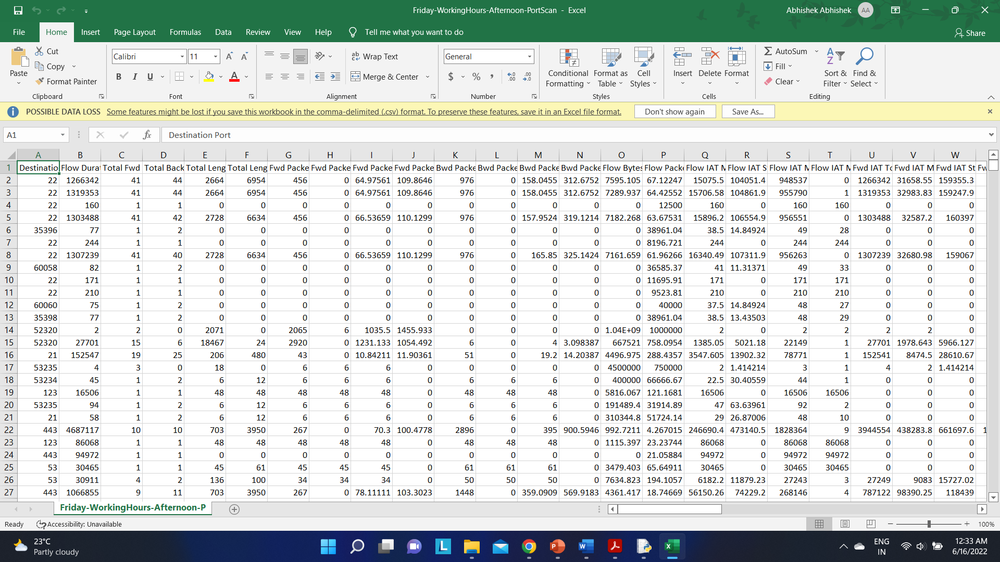 Friday-WorkingHours-Afternoon-PortScan - Excel
Abhishek Abhishek AA
File Home Insert Page Layout Formulas Data Review View Help Tell me what you want to do Share
Paste Cut Copy Format Painter
Clipboard
Calibri 11 A A
B I U A
Font
ab Wrap Text
Merge & Center
Alignment
General
$ % , .00
Number
Conditional Formatting Format as Table Cell Styles
Styles
Insert Delete Format
Cells
AutoSum Fill Clear Sort & Filter Find & Select
Editing
POSSIBLE DATA LOSS Some features might be lost if you save this workbook in the comma-delimited (.csv) format. To preserve these features, save it in an Excel file format. Don't show again Save As...
A1 fx Destination Port
A B C D E F G H I J K L M N O P Q R S T U V W
1 Destinatio Flow Durat Total Fwd Total Back Total Leng Total Leng Fwd Packe Fwd Packe Fwd Packe Fwd Packe Bwd Packe Bwd Packe Bwd Packe Bwd Packe Flow Bytes Flow Packe Flow IAT M Flow IAT S Flow IAT M Flow IAT M Fwd IAT To Fwd IAT M Fwd IAT St Fw
2 22 1266342 41 44 2664 6954 456 0 64.97561 109.8646 976 0 158.0455 312.6752 7595.105 67.12247 15075.5 104051.4 948537 0 1266342 31658.55 159355.3
3 22 1319353 41 44 2664 6954 456 0 64.97561 109.8646 976 0 158.0455 312.6752 7289.937 64.42552 15706.58 104861.9 955790 1 1319353 32983.83 159247.9
4 22 160 1 1 0 0 0 0 0 0 0 0 0 0 0 12500 160 0 160 160 0 0 0
5 22 1303488 41 42 2728 6634 456 0 66.53659 110.1299 976 0 157.9524 319.1214 7182.268 63.67531 15896.2 106554.9 956551 0 1303488 32587.2 160397
6 35396 77 1 2 0 0 0 0 0 0 0 0 0 0 0 38961.04 38.5 14.84924 49 28 0 0 0
7 22 244 1 1 0 0 0 0 0 0 0 0 0 0 0 8196.721 244 0 244 244 0 0 0
8 22 1307239 41 40 2728 6634 456 0 66.53659 110.1299 976 0 165.85 325.1424 7161.659 61.96266 16340.49 107311.9 956263 0 1307239 32680.98 159067
9 60058 82 1 2 0 0 0 0 0 0 0 0 0 0 0 36585.37 41 11.31371 49 33 0 0 0
10 22 171 1 1 0 0 0 0 0 0 0 0 0 0 0 11695.91 171 0 171 171 0 0 0
11 22 210 1 1 0 0 0 0 0 0 0 0 0 0 0 9523.81 210 0 210 210 0 0 0
12 60060 75 1 2 0 0 0 0 0 0 0 0 0 0 0 40000 37.5 14.84924 48 27 0 0 0
13 35398 77 1 2 0 0 0 0 0 0 0 0 0 0 0 38961.04 38.5 13.43503 48 29 0 0 0
14 52320 2 2 0 2071 0 2065 6 1035.5 1455.933 0 0 0 0 1.04E+09 1000000 2 0 2 2 2 2 0
15 52320 27701 15 6 18467 24 2920 0 1231.133 1054.492 6 0 4 3.098387 667521 758.0954 1385.05 5021.18 22149 1 27701 1978.643 5966.127
16 21 152547 19 25 206 480 43 0 10.84211 11.90361 51 0 19.2 14.20387 4496.975 288.4357 3547.605 13902.32 78771 1 152541 8474.5 28610.67
17 53235 4 3 0 18 0 6 6 6 0 0 0 0 0 4500000 750000 2 1.414214 3 1 4 2 1.414214
18 53234 45 1 2 6 12 6 6 6 0 6 6 6 0 400000 66666.67 22.5 30.40559 44 1 0 0 0
19 123 16506 1 1 48 48 48 48 48 0 48 48 48 0 5816.067 121.1681 16506 0 16506 16506 0 0 0
20 53235 94 1 2 6 12 6 6 6 0 6 6 6 0 191489.4 31914.89 47 63.63961 92 2 0 0 0
21 21 58 1 2 6 12 6 6 6 0 6 6 6 0 310344.8 51724.14 29 26.87006 48 10 0 0 0
22 443 4687117 10 10 703 3950 267 0 70.3 100.4778 2896 0 395 900.5946 992.7211 4.267015 246690.4 473140.5 1828364 9 3944554 438283.8 661697.6 1
23 123 86068 1 1 48 48 48 48 48 0 48 48 48 0 1115.397 23.23744 86068 0 86068 86068 0 0 0
24 443 94972 1 1 0 0 0 0 0 0 0 0 0 0 0 21.05884 94972 0 94972 94972 0 0 0
25 53 30465 1 1 45 61 45 45 45 0 61 61 61 0 3479.403 65.64911 30465 0 30465 30465 0 0 0
26 53 30911 4 2 136 100 34 34 34 0 50 50 50 0 7634.823 194.1057 6182.2 11879.23 27243 3 27249 9083 15727.02
27 443 1066855 9 11 703 3950 267 0 78.11111 103.3023 1448 0 359.0909 569.9183 4361.417 18.74669 56150.26 74229.2 268146 4 787122 98390.25 118439
Friday-WorkingHours-Afternoon-P
Ready Accessibility: Unavailable 100%
23°C
Partly cloudy
ENG
IN
12:33 AM
6/16/2022